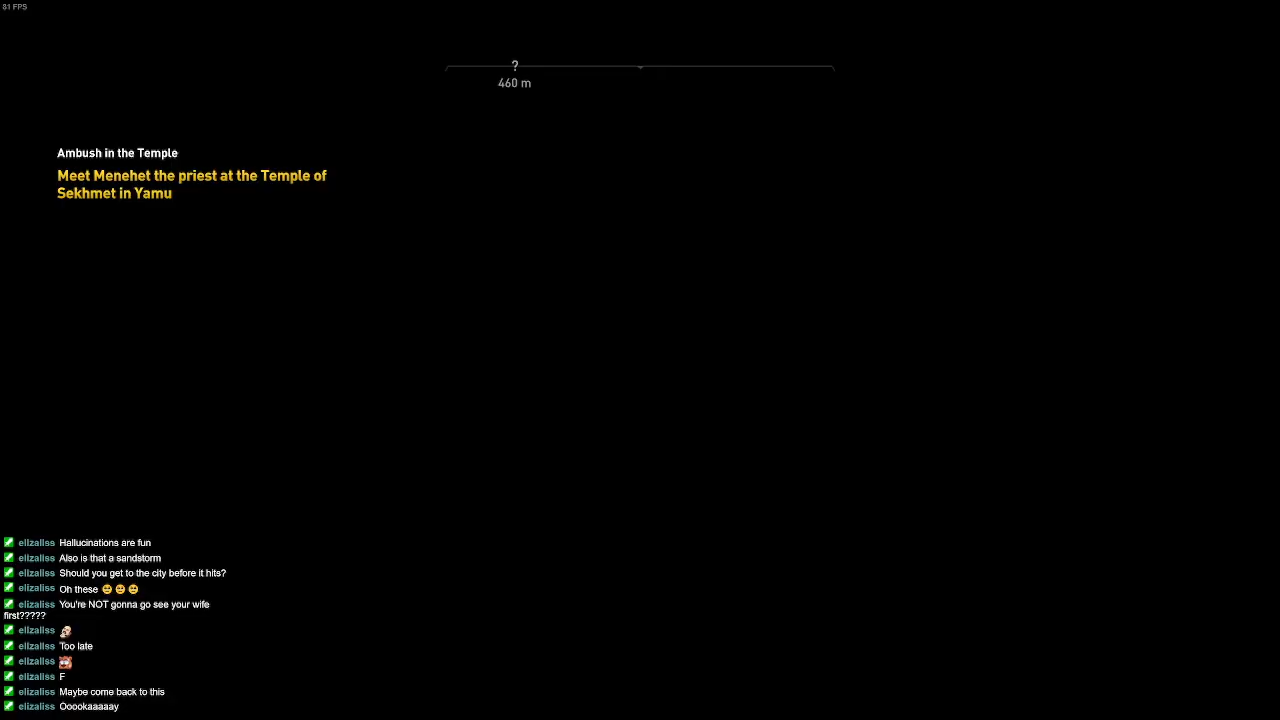 81 FPS
?
460 m
Ambush in the Temple
Meet Menehet the priest at the Temple of
Sekhmet in Yamu
elizaliss Hallucinations are fun
elizaliss Also is that a sandstorm
elizaliss Should you get to the city before it hits?
elizaliss Oh these
elizaliss You're NOT gonna go see your wife
first?????
elizaliss
elizaliss Too late
elizaliss
elizaliss F
elizaliss Maybe come back to this
elizaliss Ooookaaaaay